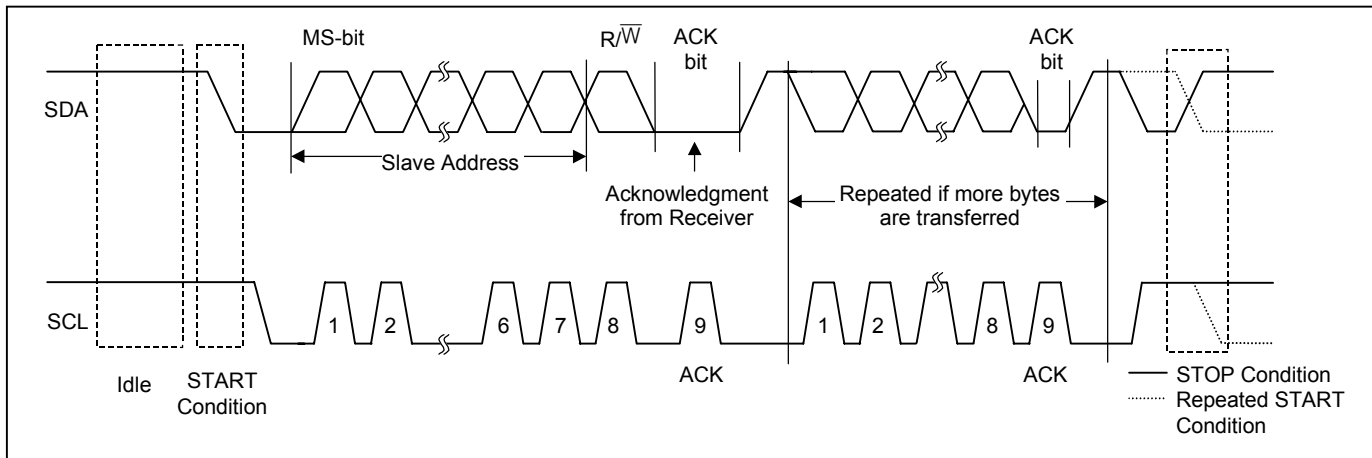 MS-bit
R/W̅
ACK
bit
ACK
bit
SDA
Slave Address
Acknowledgment
from Receiver
Repeated if more bytes
are transferred
SCL
1
2
6
7
8
9
1
2
8
9
Idle
START
Condition
ACK
ACK
STOP Condition
Repeated START
Condition